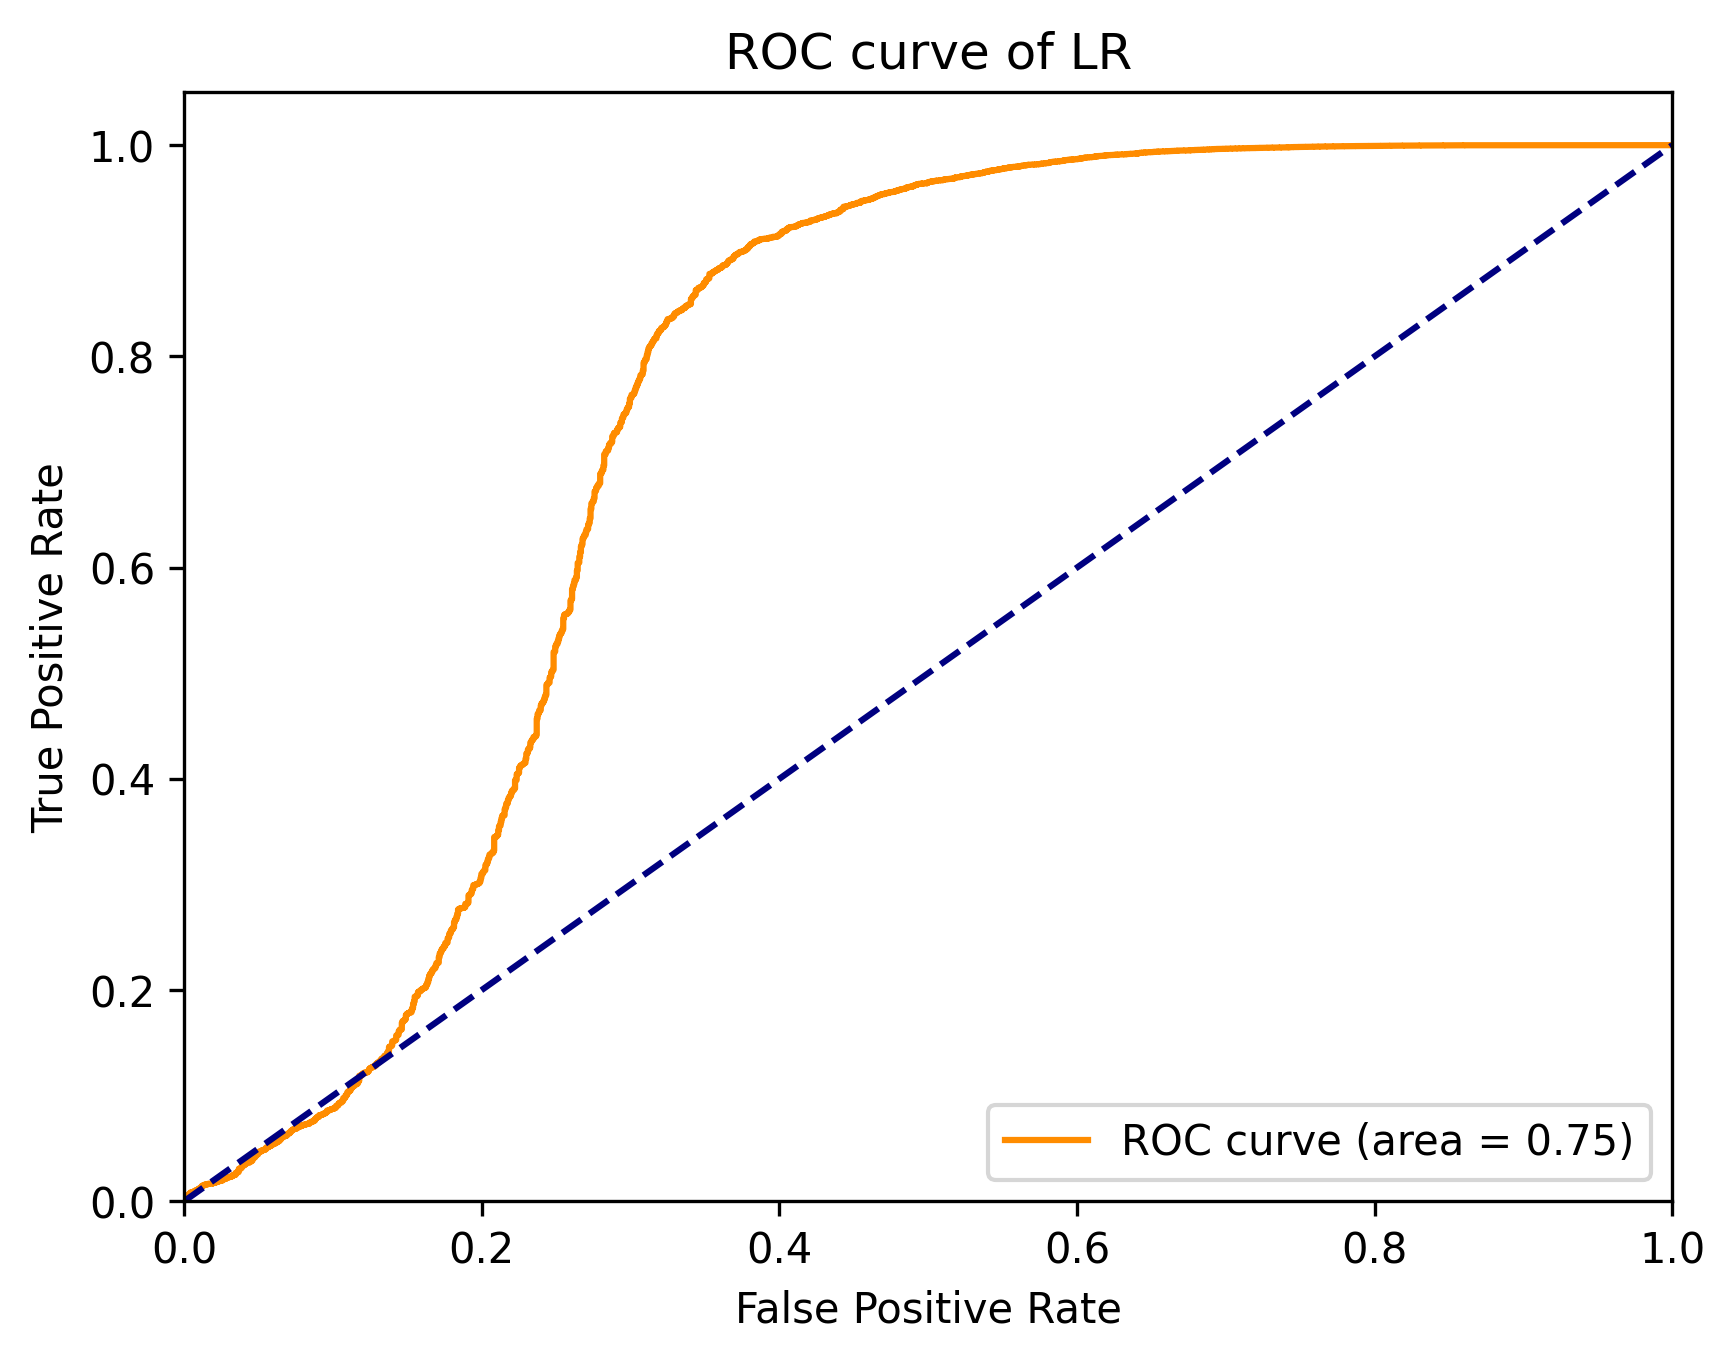 ROC curve of LR
1.0
0.8
0.6
0.4
0.2
0.0
True Positive Rate
ROC curve (area = 0.75)
0.0 0.2 0.4 0.6 0.8 1.0
False Positive Rate